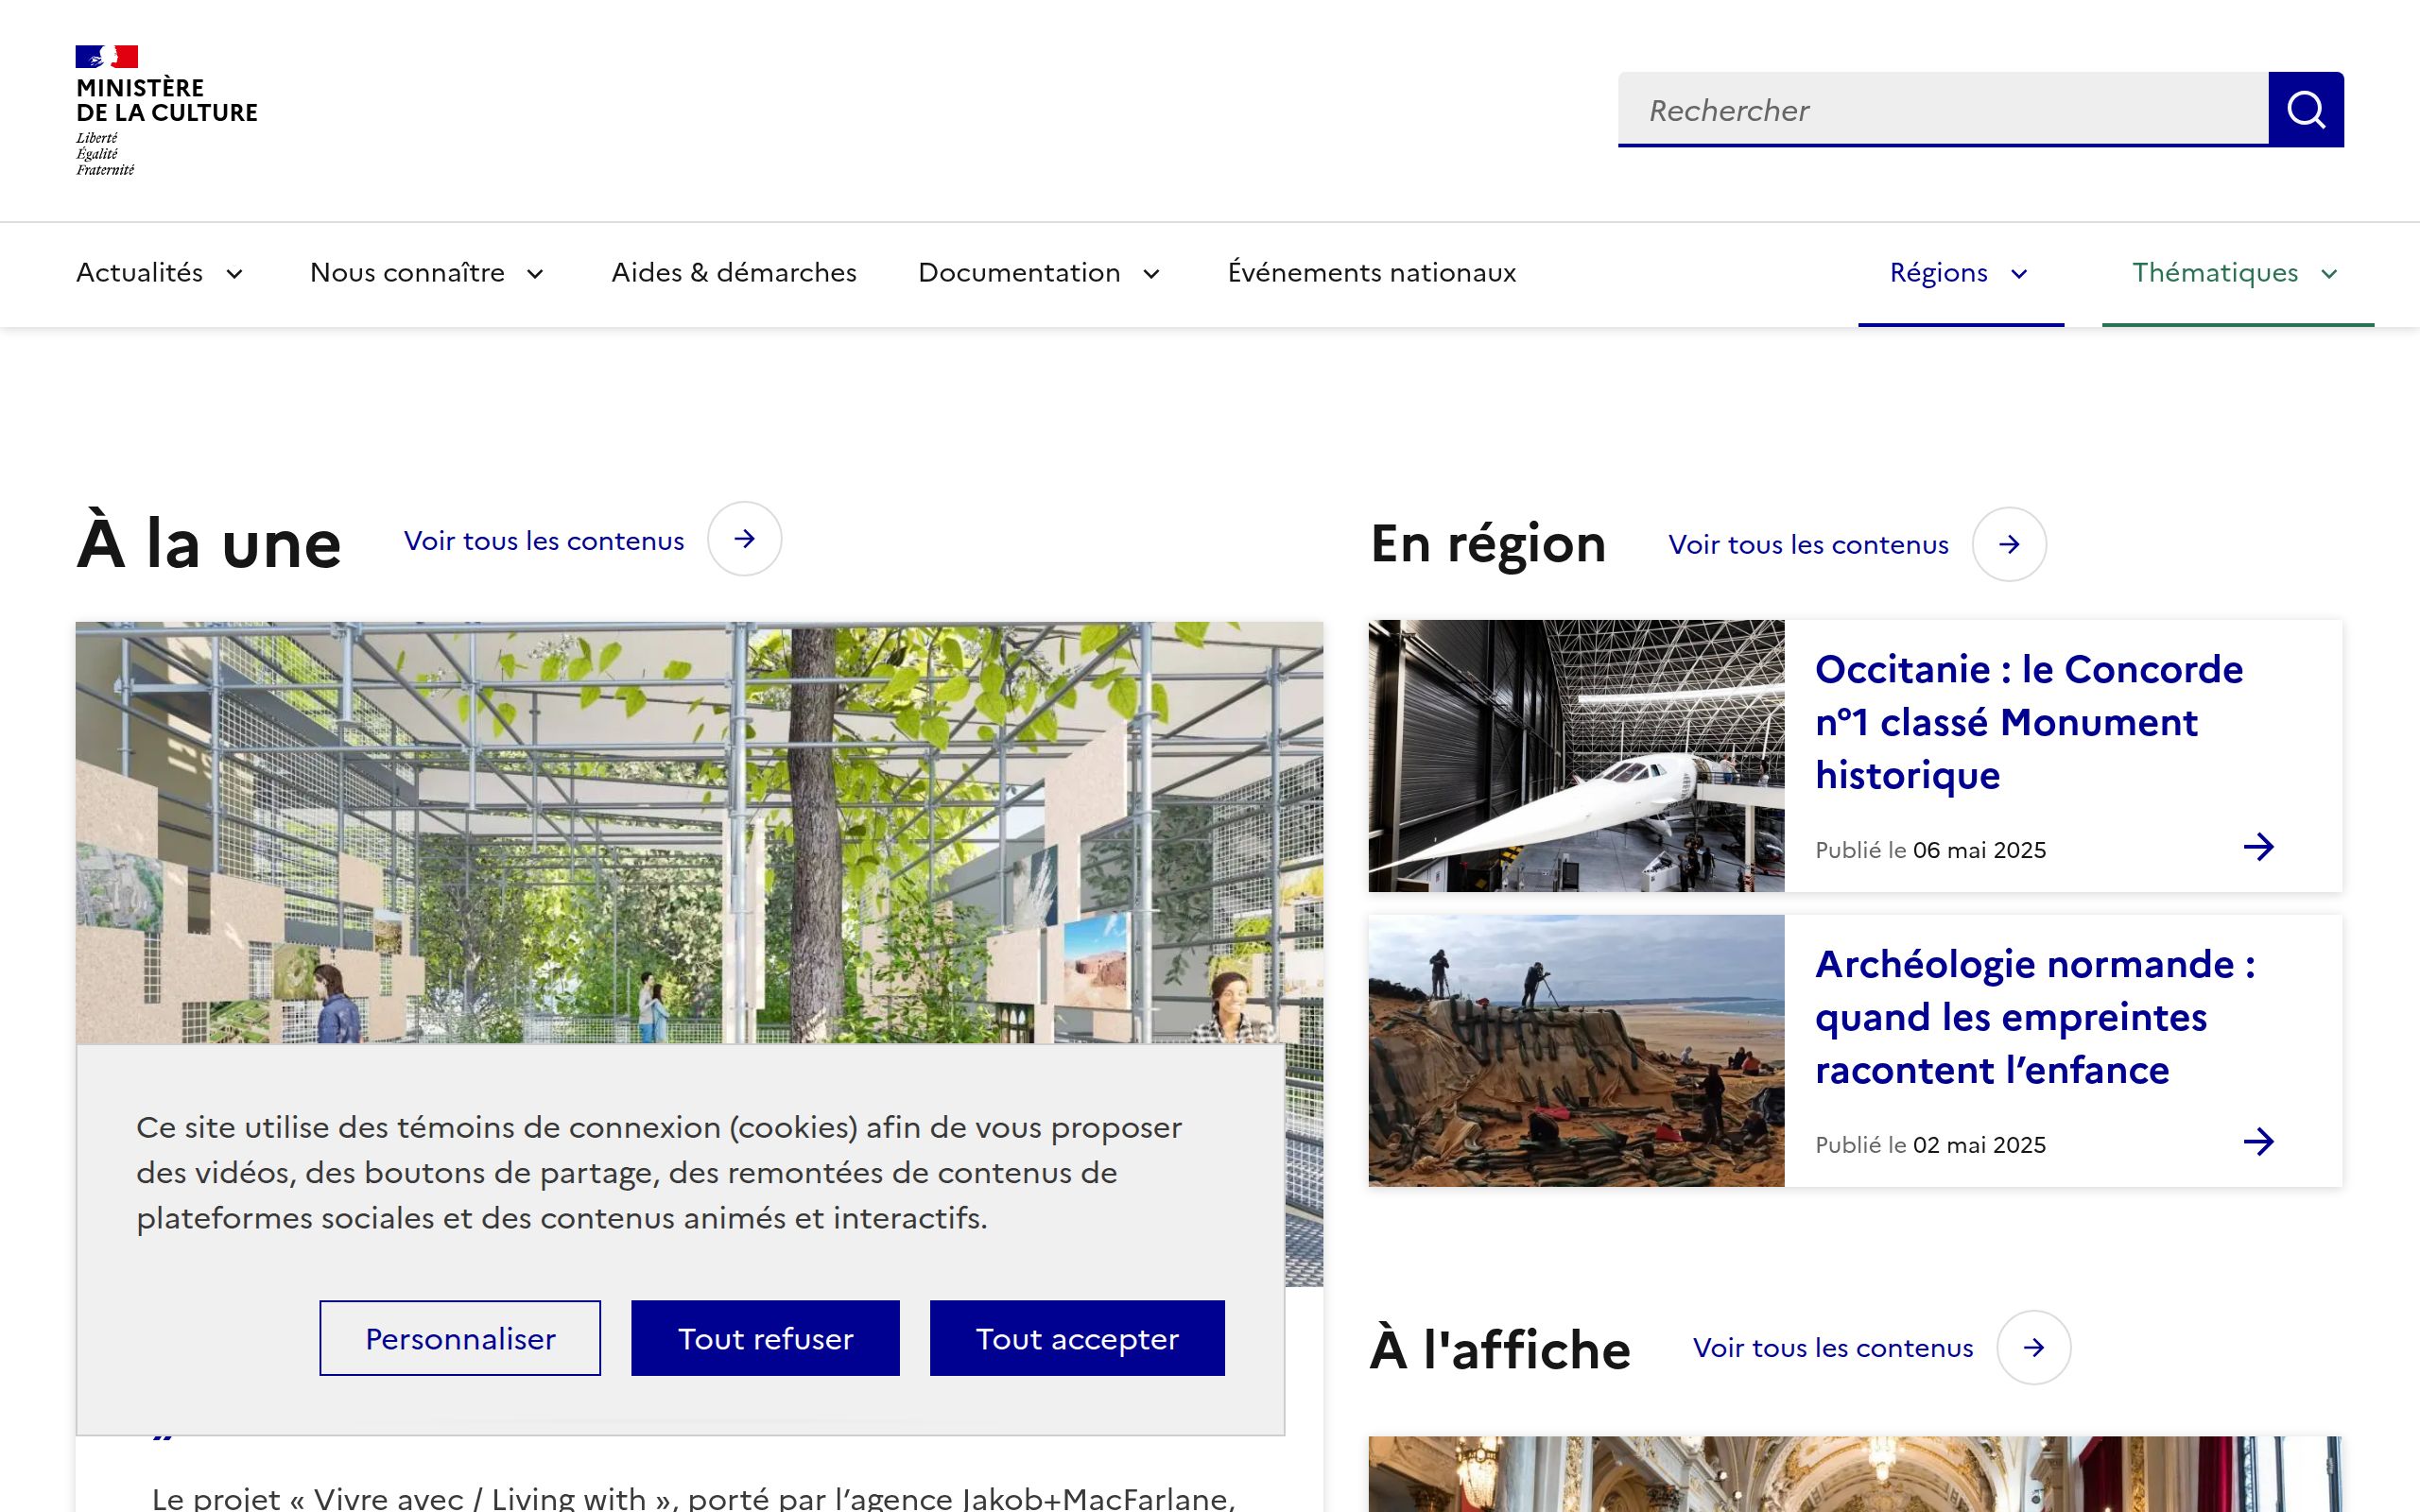 MINISTÈRE
DE LA CULTURE
Liberté
Égalité
Fraternité
Rechercher
Actualités
Nous connaître
Aides & démarches
Documentation
Événements nationaux
Régions
Thématiques
À la une
Voir tous les contenus
En région
Voir tous les contenus
Occitanie : le Concorde
n°1 classé Monument
historique
Publié le 06 mai 2025
Archéologie normande :
quand les empreintes
racontent l’enfance
Publié le 02 mai 2025
Ce site utilise des témoins de connexion (cookies) afin de vous proposer
des vidéos, des boutons de partage, des remontées de contenus de
plateformes sociales et des contenus animés et interactifs.
Personnaliser
Tout refuser
Tout accepter
À l'affiche
Voir tous les contenus
»
Le projet « Vivre avec / Living with », porté par l’agence Jakob+MacFarlane,